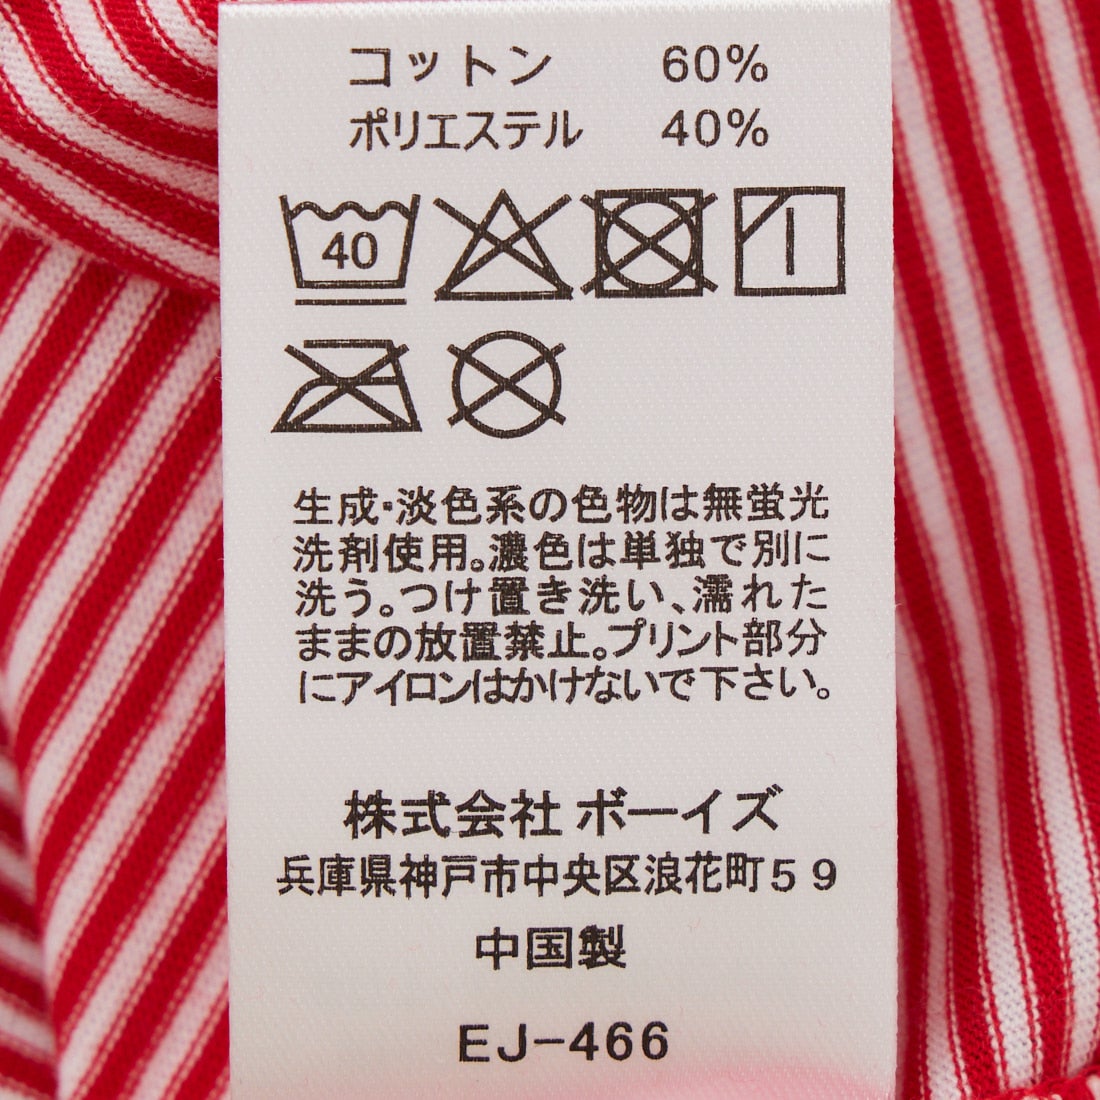 コットン 60%
ポリエステル 40%
40
生成・淡色系の色物は無蛍光
洗剤使用。濃色は単独で別に
洗う。つけ置き洗い、濡れた
ままの放置禁止。プリント部分
にアイロンはかけないで下さい。
株式会社 ボーイズ
兵庫県神戸市中央区浪花町59
中国製
EJ-466